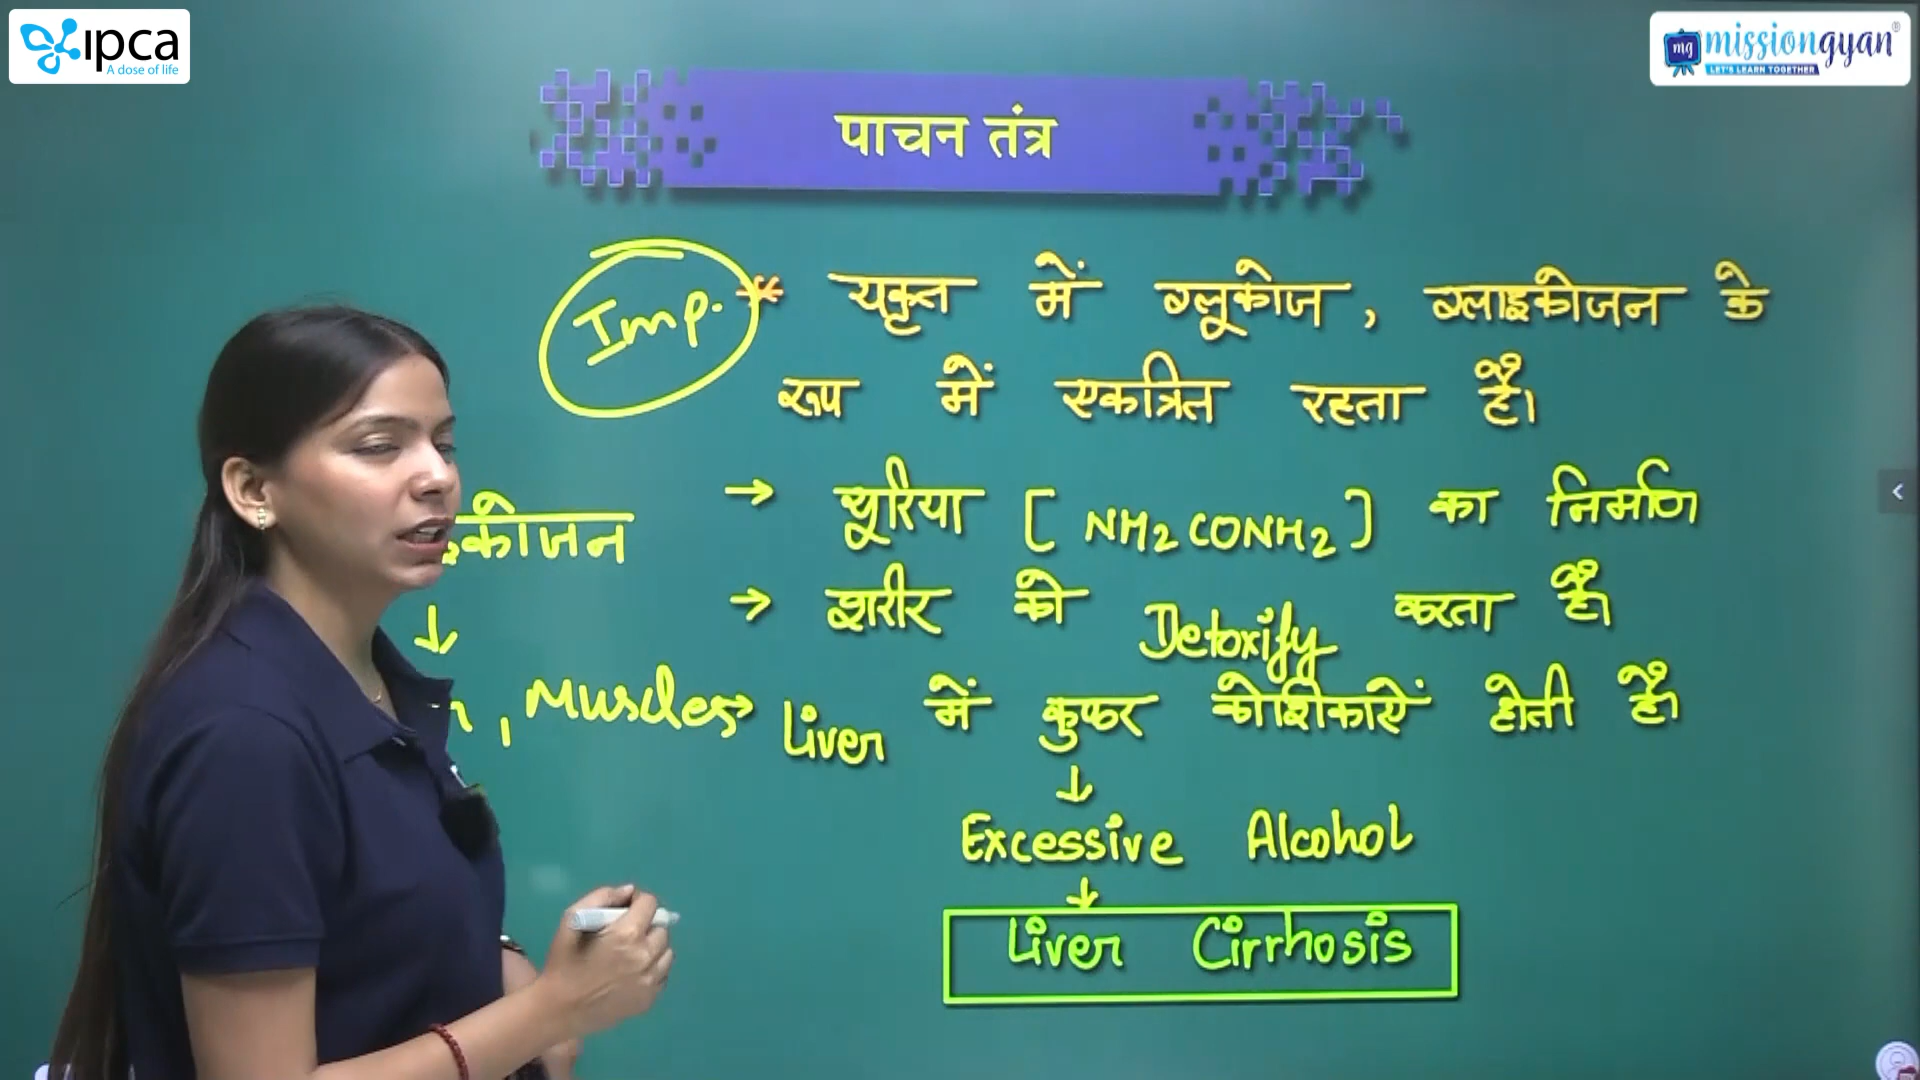 ipca
A dose of life
mg missiongyan®
LET'S LEARN TOGETHER
पाचन तंत्र
Imp. * यकृत में ग्लूकोज, ग्लाइकोजन के
रूप में एकत्रित रहता है।
→ यूरिया [NH2CONH2] का निर्माण
→ शरीर को Detoxify करता है।
→ Liver में कुफर कोशिकाऐं होती है।
↓
Excessive Alcohol
↓
Liver Cirrhosis
कोजन
↓
, Muscles